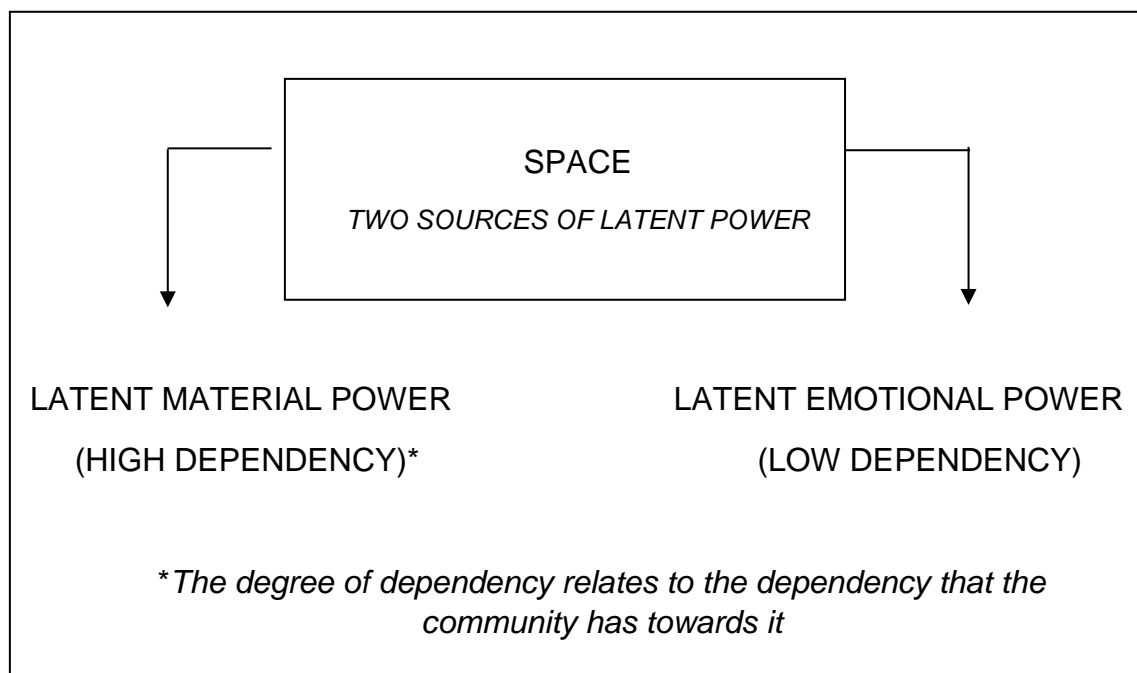 SPACE
TWO SOURCES OF LATENT POWER
LATENT MATERIAL POWER
(HIGH DEPENDENCY)*
LATENT EMOTIONAL POWER
(LOW DEPENDENCY)
*The degree of dependency relates to the dependency that the
community has towards it